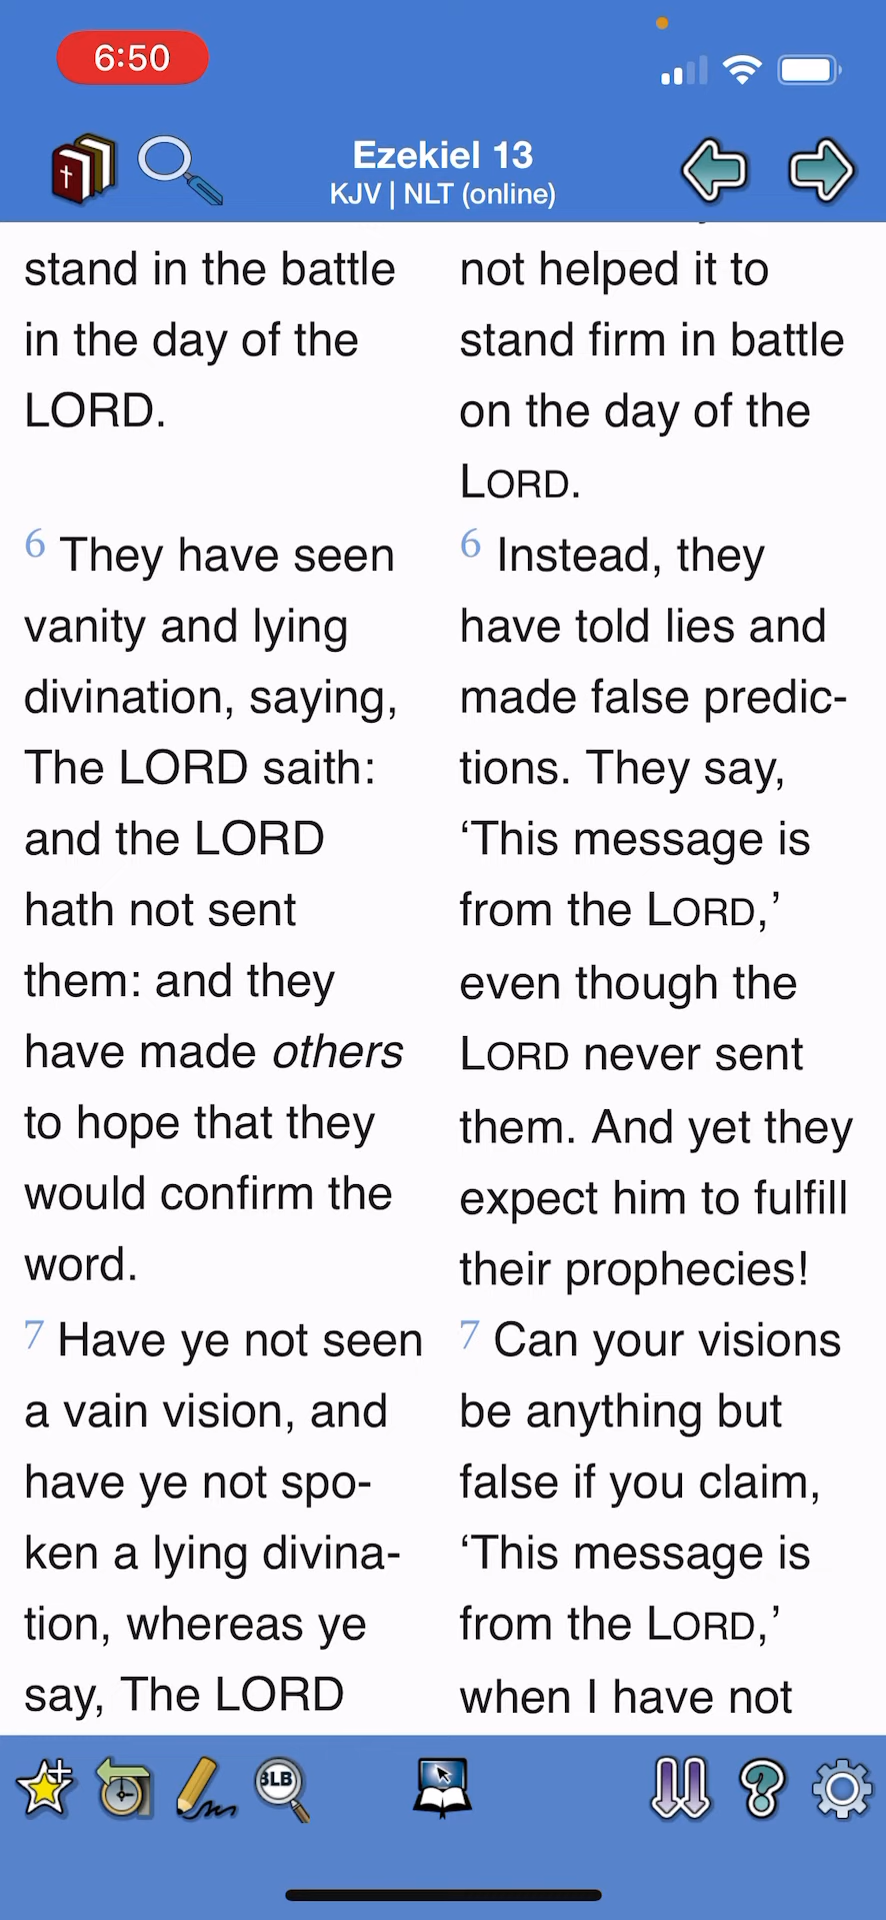 6:50
Ezekiel 13
KJV | NLT (online)
stand in the battle
in the day of the
LORD.
6 They have seen
vanity and lying
divination, saying,
The LORD saith:
and the LORD
hath not sent
them: and they
have made others
to hope that they
would confirm the
word.
7 Have ye not seen
a vain vision, and
have ye not spo-
ken a lying divina-
tion, whereas ye
say, The LORD
not helped it to
stand firm in battle
on the day of the
LORD.
6 Instead, they
have told lies and
made false predic-
tions. They say,
‘This message is
from the LORD,’
even though the
LORD never sent
them. And yet they
expect him to fulfill
their prophecies!
7 Can your visions
be anything but
false if you claim,
‘This message is
from the LORD,’
when I have not
BLB